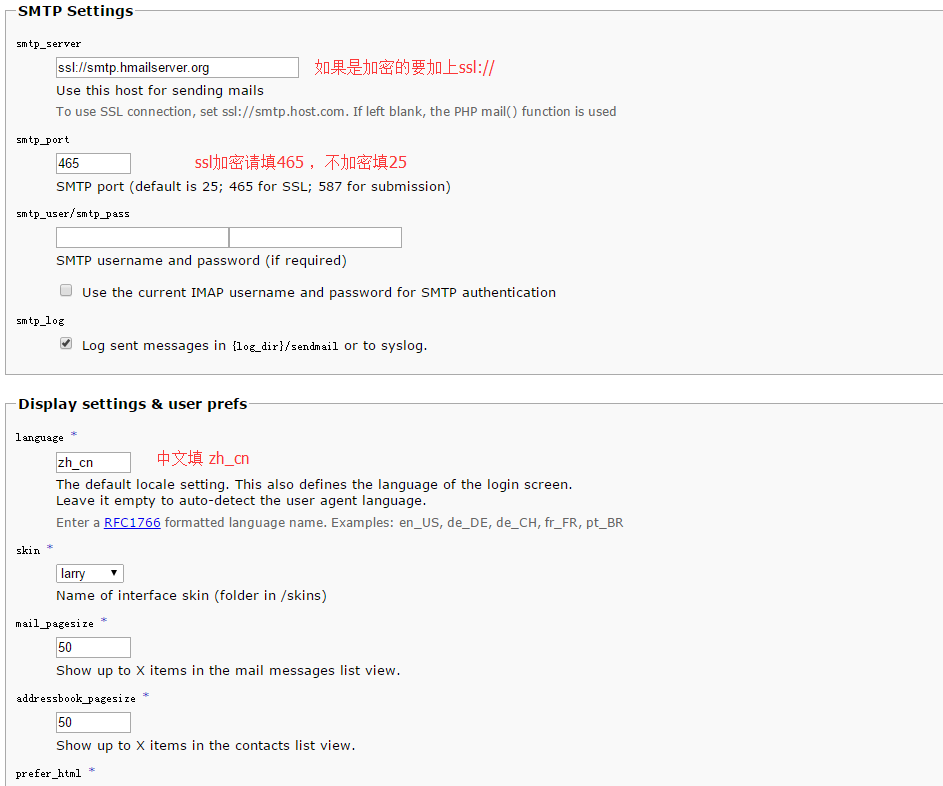 SMTP Settings
smtp_server
ssl://smtp.hmailserver.org 如果是加密的要加上ssl://
Use this host for sending mails
To use SSL connection, set ssl://smtp.host.com. If left blank, the PHP mail() function is used
smtp_port
465 ssl加密请填465 ，不加密填25
SMTP port (default is 25; 465 for SSL; 587 for submission)
smtp_user/smtp_pass
SMTP username and password (if required)
Use the current IMAP username and password for SMTP authentication
smtp_log
Log sent messages in {log_dir}/sendmail or to syslog.
Display settings & user prefs
language *
zh_cn 中文填 zh_cn
The default locale setting. This also defines the language of the login screen.
Leave it empty to auto-detect the user agent language.
Enter a RFC1766 formatted language name. Examples: en_US, de_DE, de_CH, fr_FR, pt_BR
skin *
larry
Name of interface skin (folder in /skins)
mail_pagesize *
50
Show up to X items in the mail messages list view.
addressbook_pagesize *
50
Show up to X items in the contacts list view.
prefer_html *